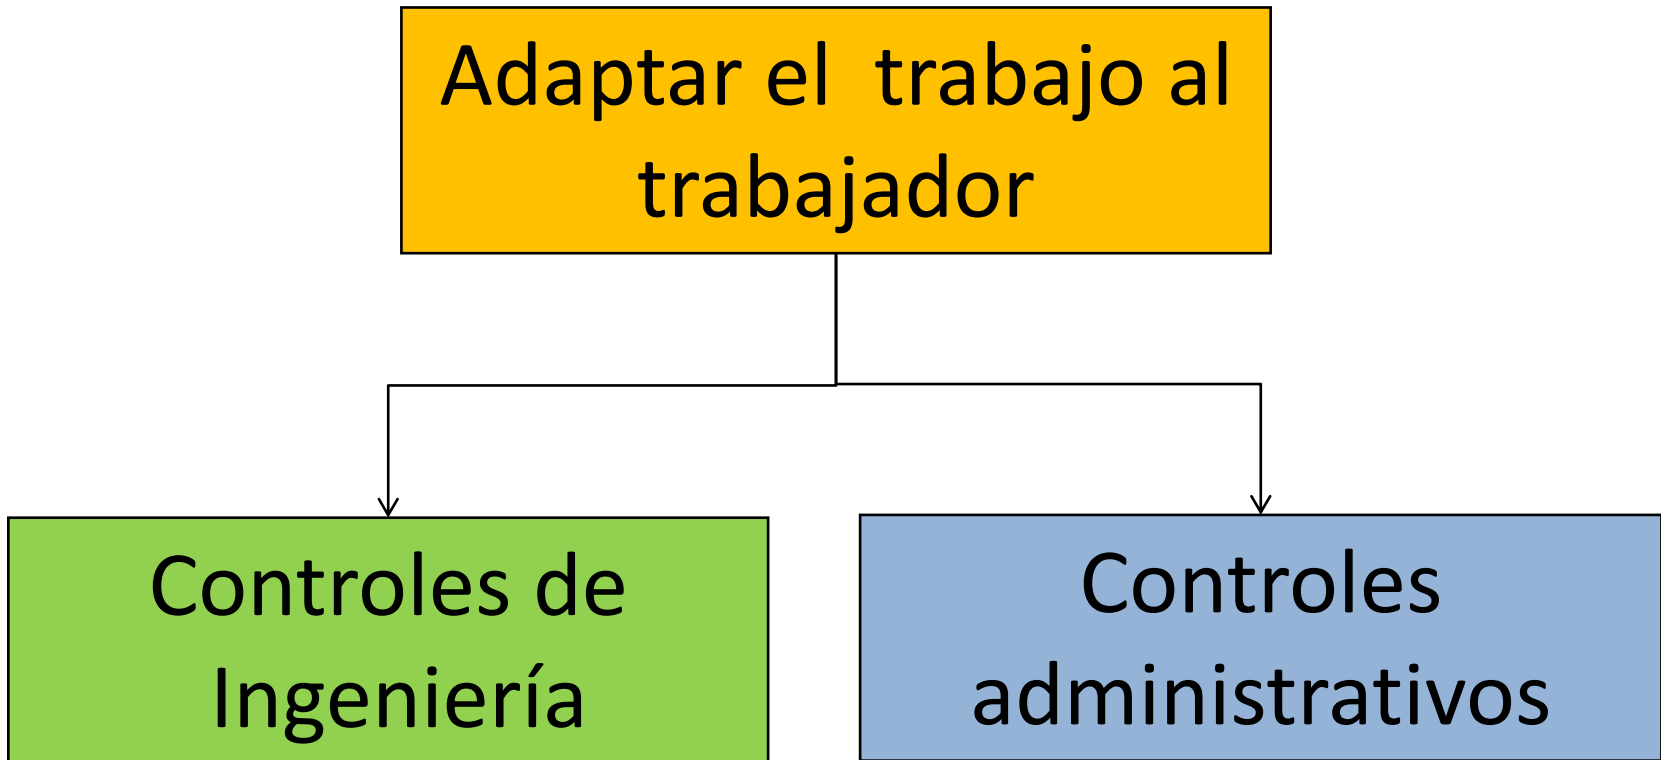 Adaptar el  trabajo al
trabajador
Controles de
Ingeniería
Controles
administrativos